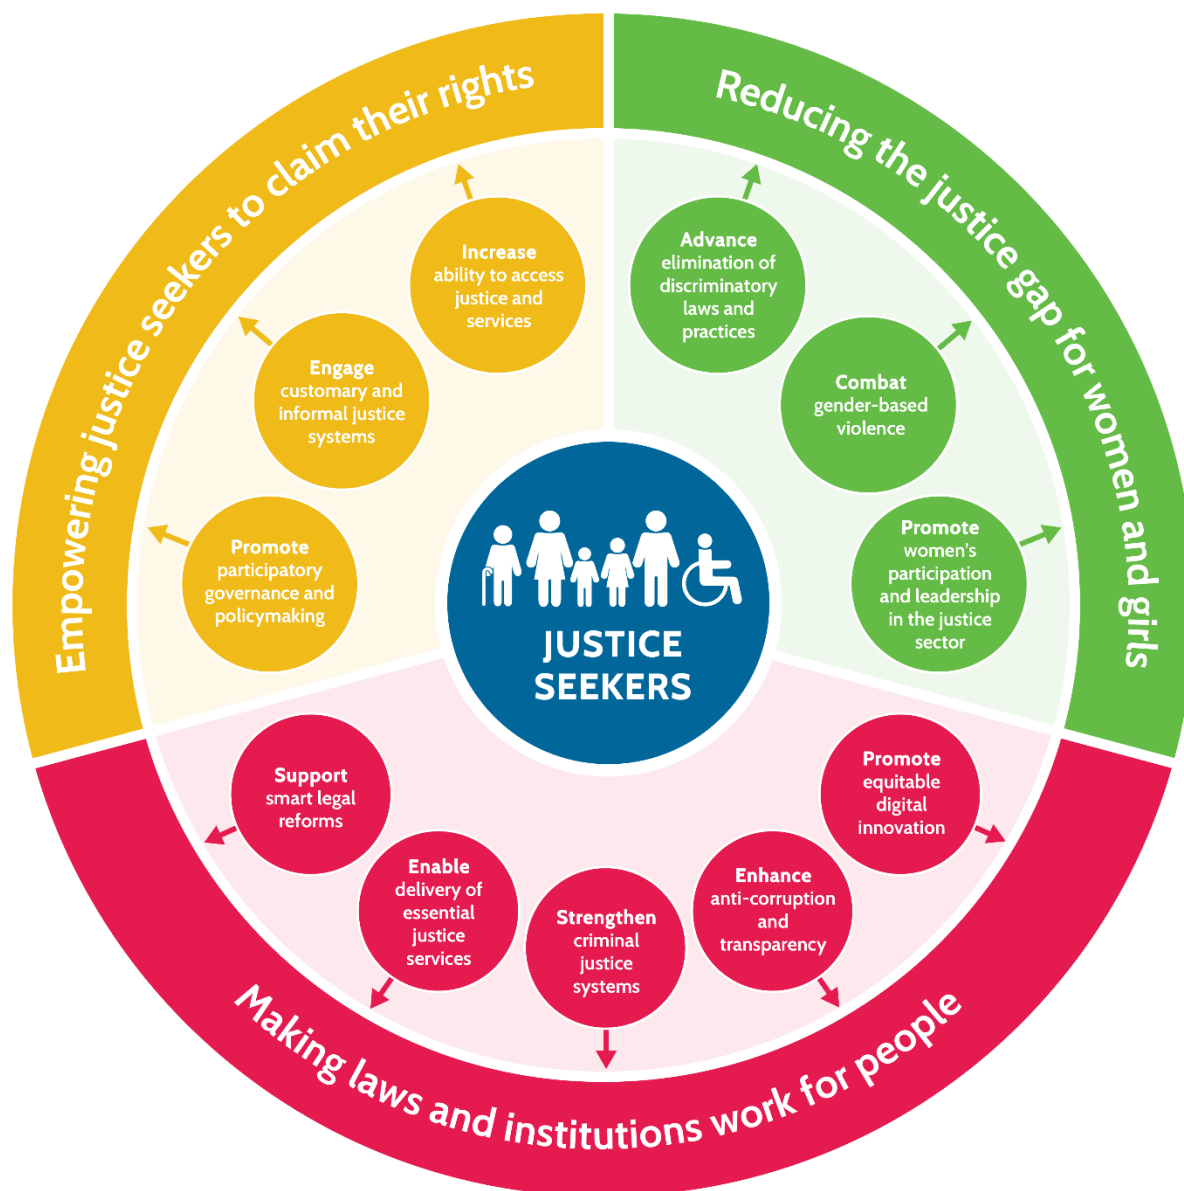 Empowering justice seekers to claim their rights
Increase
ability to access
justice and
services
Engage
customary and
informal justice
systems
Promote
participatory
governance and
policymaking
Reducing the justice gap for women and girls
Advance
elimination of
discriminatory
laws and
practices
Combat
gender-based
violence
Promote
women's
participation
and leadership
in the justice
sector
JUSTICE
SEEKERS
Support
smart legal
reforms
Enable
delivery of
essential
justice
services
Strengthen
criminal
justice
systems
Enhance
anti-corruption
and
transparency
Promote
equitable
digital
innovation
Making laws and institutions work for people